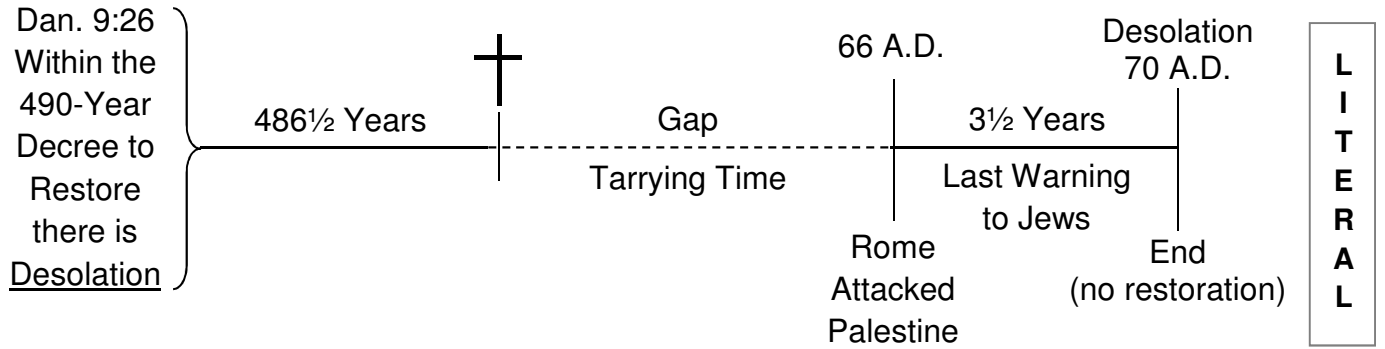 Dan. 9:26
Within the
490-Year
Decree to
Restore
there is
Desolation
486½ Years
Gap
Tarrying Time
66 A.D.
Rome
Attacked
Palestine
3½ Years
Last Warning
to Jews
Desolation
70 A.D.
End
(no restoration)
L
I
T
E
R
A
L